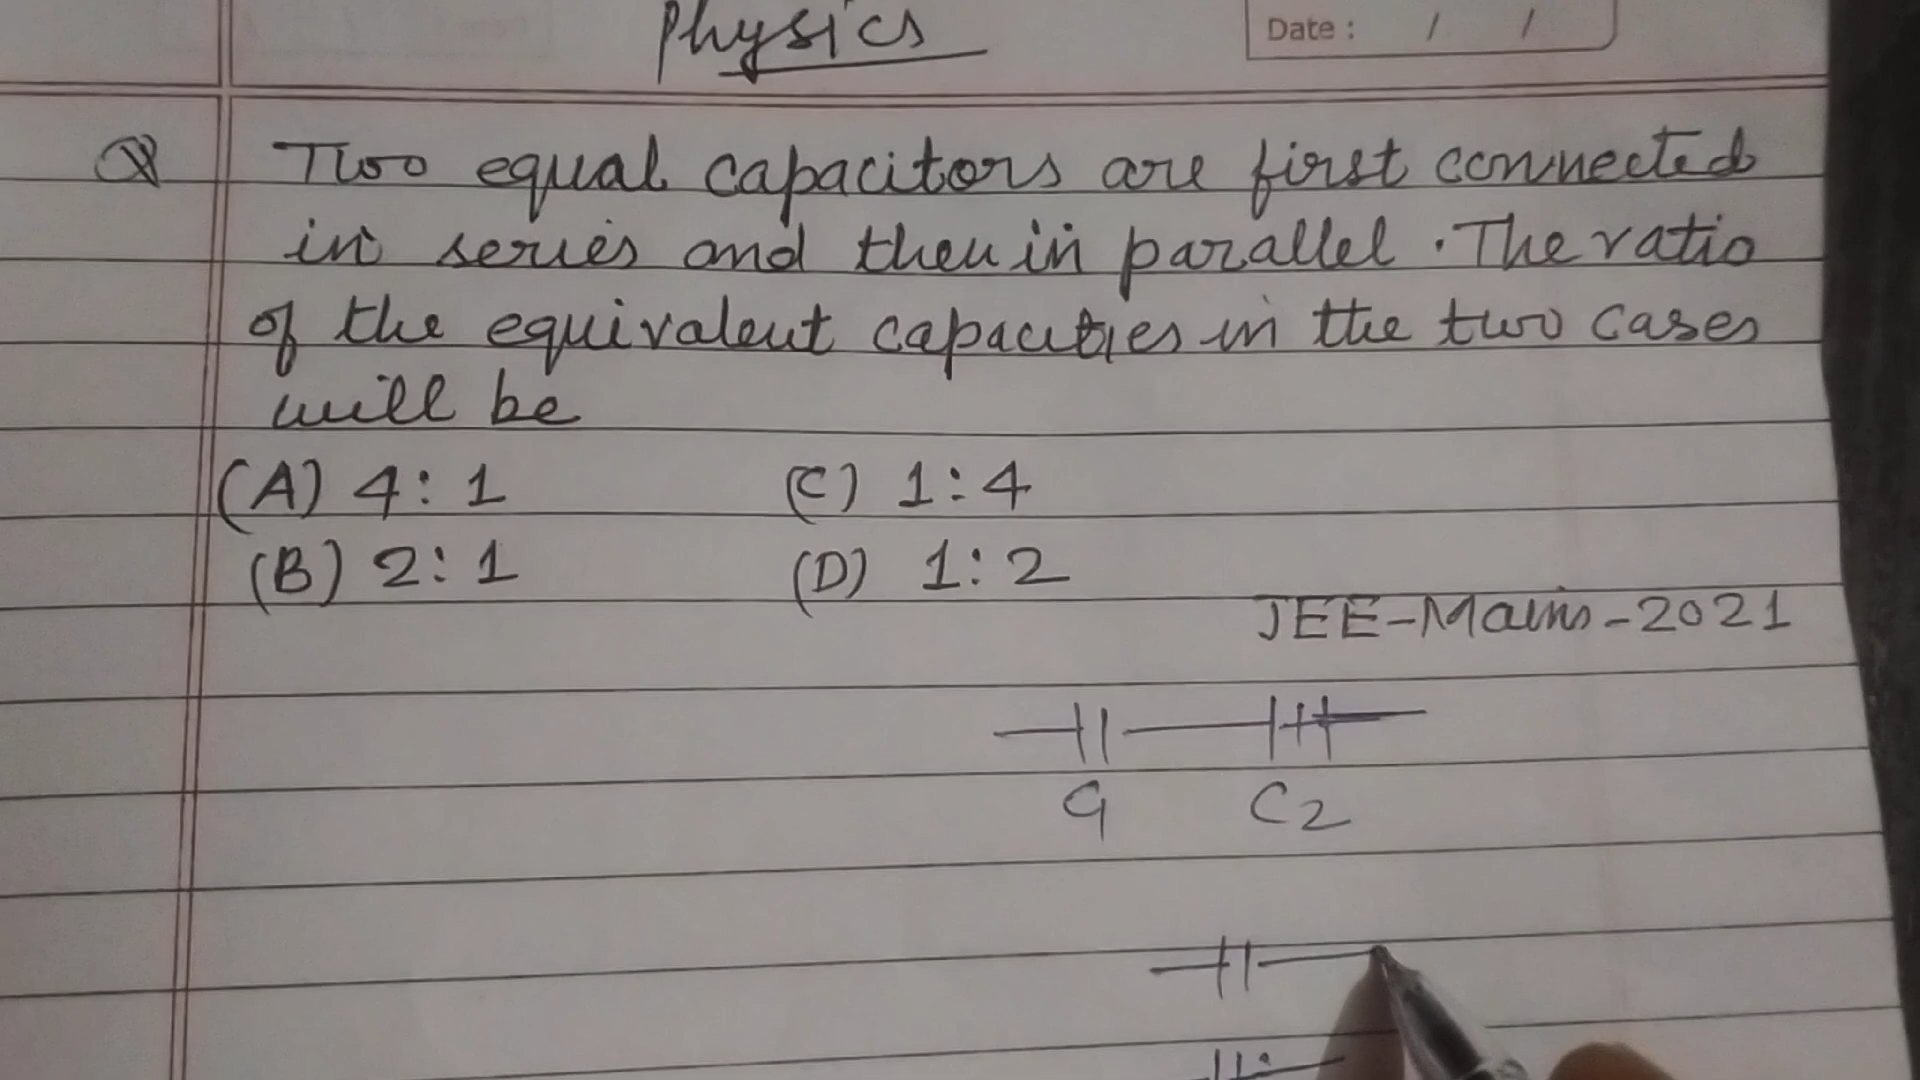 Physics
Date : / /
Q Two equal capacitors are first connected
in series and then in parallel. The ratio
of the equivalent capacities in the two cases
will be
(A) 4:1 (C) 1:4
(B) 2:1 (D) 1:2
JEE-Mains-2021
C1 C2